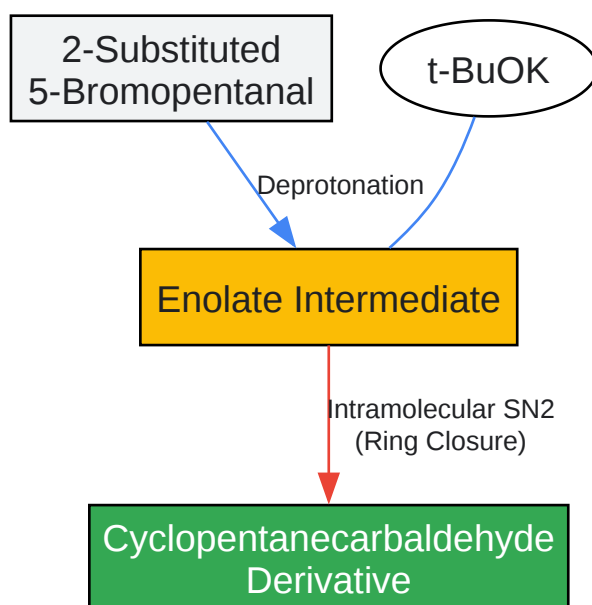 2-Substituted
5-Bromopentanal
t-BuOK
Deprotonation
Enolate Intermediate
Intramolecular SN2
(Ring Closure)
Cyclopentanecarbaldehyde
Derivative